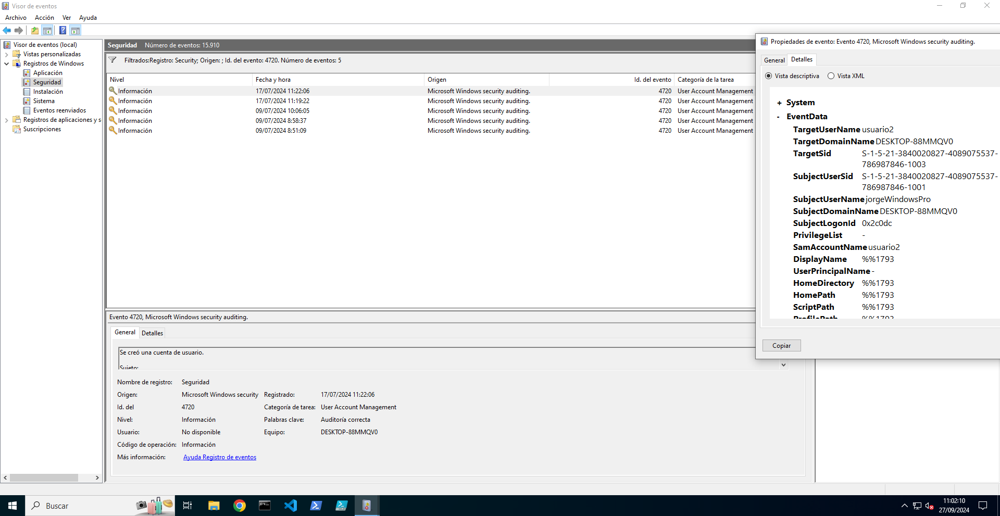 Visor de eventos
Archivo Acción Ver Ayuda
Visor de eventos (local)
Vistas personalizadas
Registros de Windows
Aplicación
Seguridad
Instalación
Sistema
Eventos reenviados
Registros de aplicaciones y s
Suscripciones
Seguridad Número de eventos: 15.910
Filtrados:Registro: Security; Origen: ; Id. del evento: 4720. Número de eventos: 5
Nivel Fecha y hora Origen Id. del evento Categoría de la tarea
Información 17/07/2024 11:22:06 Microsoft Windows security auditing. 4720 User Account Management
Información 17/07/2024 11:19:22 Microsoft Windows security auditing. 4720 User Account Management
Información 09/07/2024 10:06:05 Microsoft Windows security auditing. 4720 User Account Management
Información 09/07/2024 8:58:37 Microsoft Windows security auditing. 4720 User Account Management
Información 09/07/2024 8:51:09 Microsoft Windows security auditing. 4720 User Account Management
Evento 4720, Microsoft Windows security auditing.
General Detalles
Se creó una cuenta de usuario.
Sujeto:
Nombre de registro: Seguridad
Origen: Microsoft Windows security Registrado: 17/07/2024 11:22:06
Id. del 4720 Categoría de tarea: User Account Management
Nivel: Información Palabras clave: Auditoría correcta
Usuario: No disponible Equipo: DESKTOP-88MMQV0
Código de operación: Información
Más información: Ayuda Registro de eventos
Propiedades de evento: Evento 4720, Microsoft Windows security auditing.
General Detalles
Vista descriptiva Vista XML
+ System
- EventData
TargetUserName usuario2
TargetDomainName DESKTOP-88MMQV0
TargetSid S-1-5-21-3840020827-4089075537-
786987846-1003
SubjectUserSid S-1-5-21-3840020827-4089075537-
786987846-1001
SubjectUserName jorgeWindowsPro
SubjectDomainName DESKTOP-88MMQV0
SubjectLogonId 0x2c0dc
PrivilegeList -
SamAccountName usuario2
DisplayName %%1793
UserPrincipalName -
HomeDirectory %%1793
HomePath %%1793
ScriptPath %%1793
ProfilePath %%1793
Copiar
Buscar
11:02:10
27/09/2024